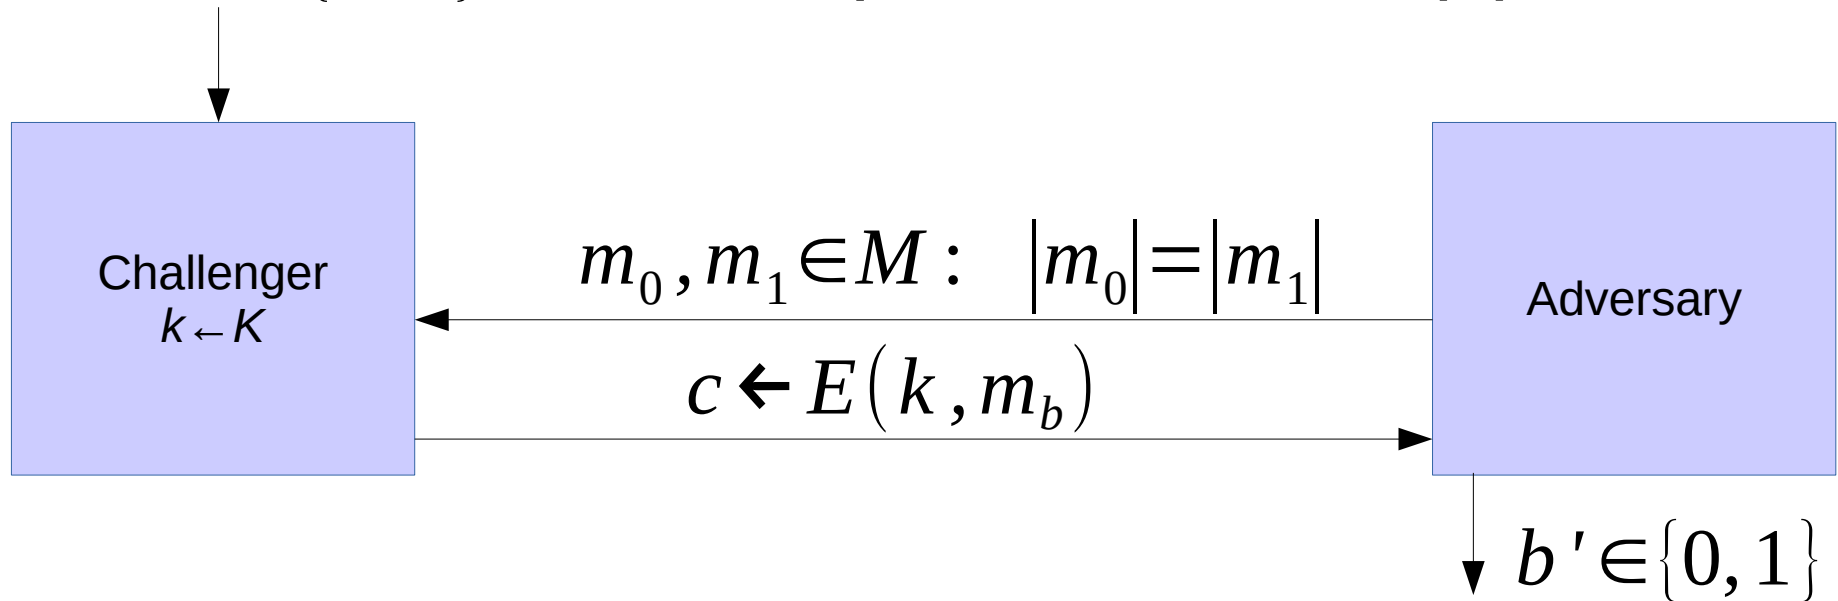 m₀, m₁ ∈ M : |m₀| = |m₁|
Challenger
k ← K
Adversary
c ← E(k, m_b)
b' ∈ {0, 1}